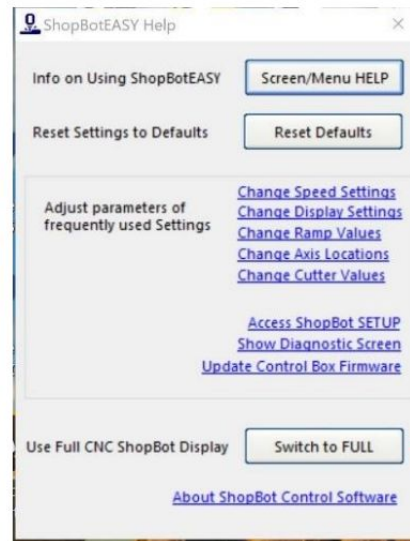 ShopBotEASY Help
Info on Using ShopBotEASY Screen/Menu HELP
Reset Settings to Defaults Reset Defaults
Adjust parameters of
frequently used Settings
Change Speed Settings
Change Display Settings
Change Ramp Values
Change Axis Locations
Change Cutter Values
Access ShopBot SETUP
Show Diagnostic Screen
Update Control Box Firmware
Use Full CNC ShopBot Display Switch to FULL
About ShopBot Control Software